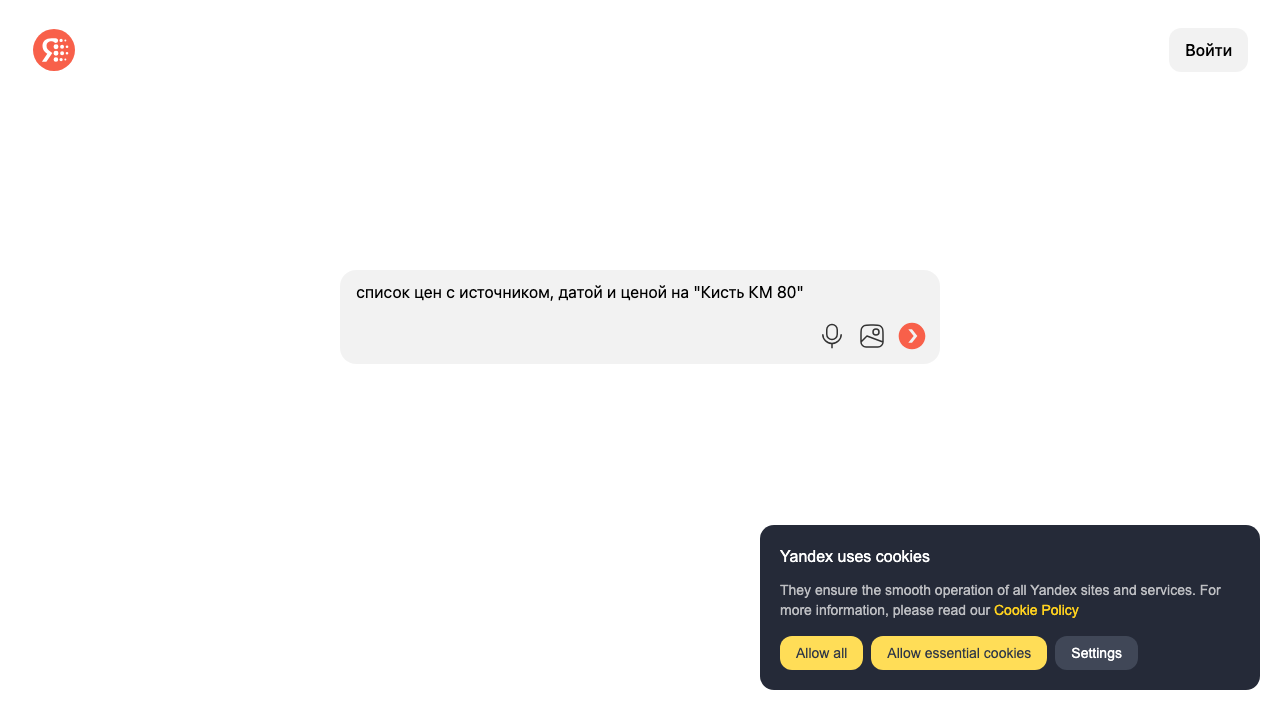 Я
Войти
список цен с источником, датой и ценой на "Кисть КМ 80"
Yandex uses cookies
They ensure the smooth operation of all Yandex sites and services. For
more information, please read our Cookie Policy
Allow all
Allow essential cookies
Settings